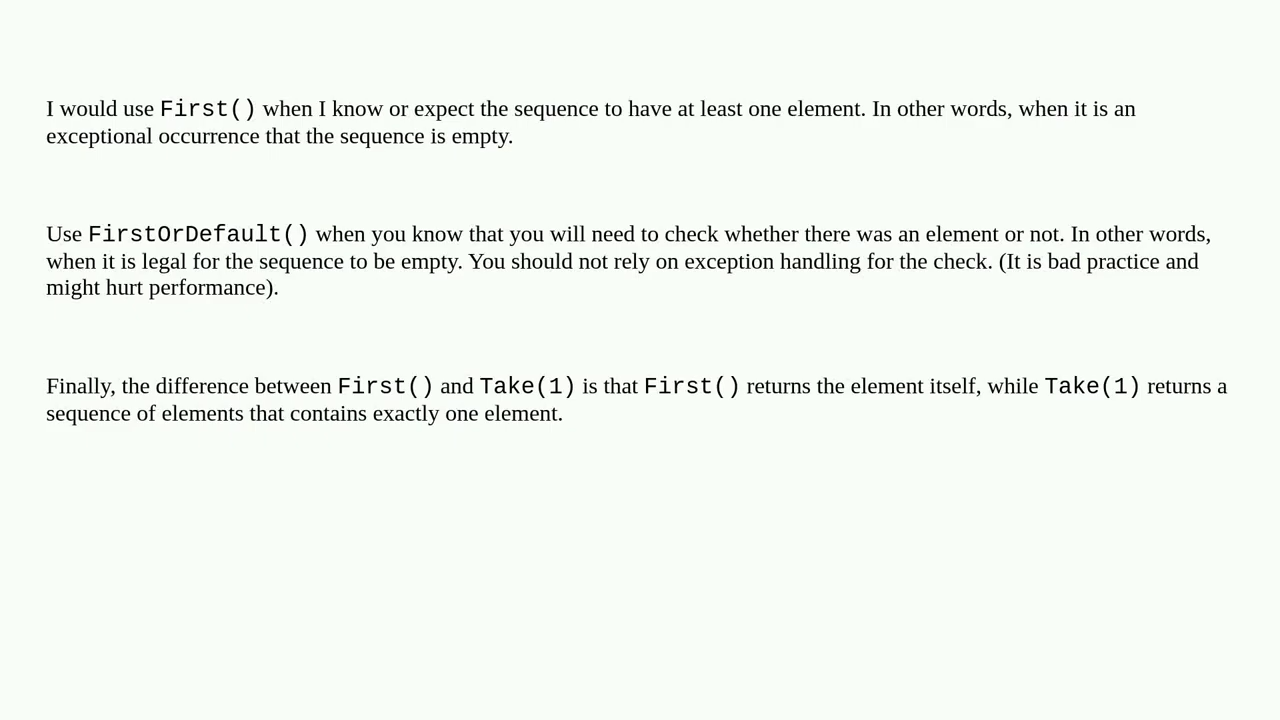 I would use First() when I know or expect the sequence to have at least one element. In other words, when it is an
exceptional occurrence that the sequence is empty.
Use FirstOrDefault() when you know that you will need to check whether there was an element or not. In other words,
when it is legal for the sequence to be empty. You should not rely on exception handling for the check. (It is bad practice and
might hurt performance).
Finally, the difference between First() and Take(1) is that First() returns the element itself, while Take(1) returns a
sequence of elements that contains exactly one element.